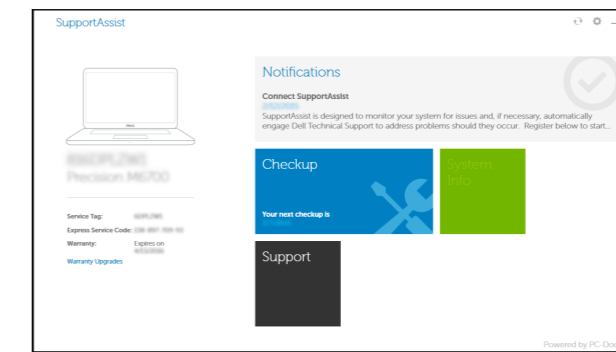 SupportAssist
Notifications
Connect SupportAssist
SupportAssist is designed to monitor your system for issues and, if necessary, automatically
engage Dell Technical Support to address problems should they occur. Register below to start...
Precision M6700
Service Tag:
Express Service Code:
Warranty: Expires on
Warranty Upgrades
Checkup
Your next checkup is
System
Info
Support
Powered by PC-Do